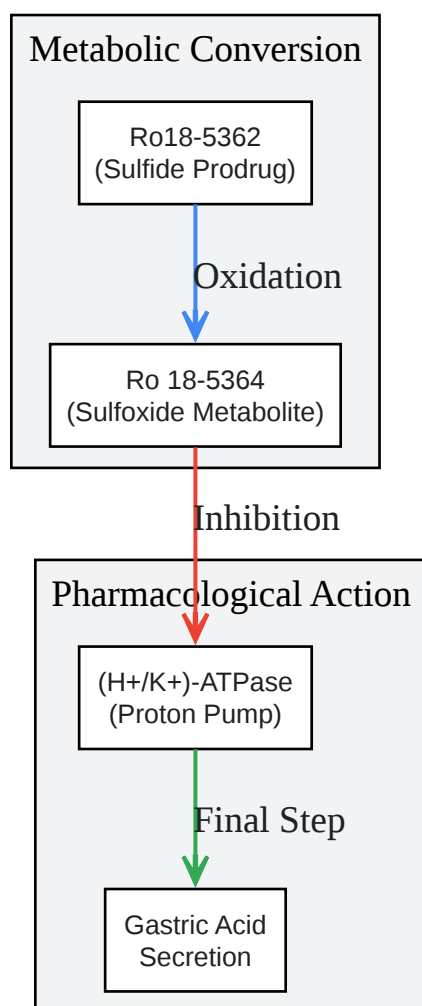 Metabolic Conversion
Ro18-5362
(Sulfide Prodrug)
Oxidation
Ro 18-5364
(Sulfoxide Metabolite)
Inhibition
Pharmacological Action
(H+/K+)-ATPase
(Proton Pump)
Final Step
Gastric Acid
Secretion